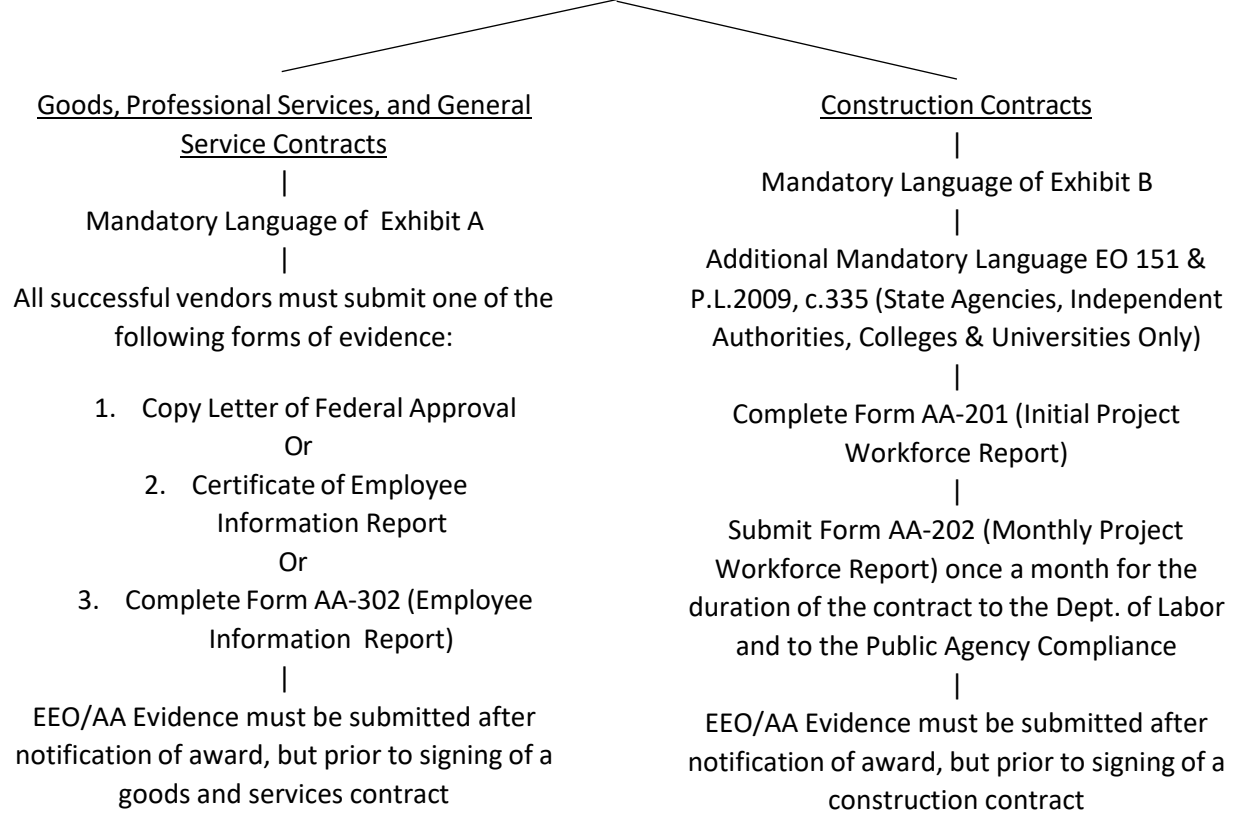 Goods, Professional Services, and General
Service Contracts
|
Mandatory Language of Exhibit A
|
All successful vendors must submit one of the
following forms of evidence:
1. Copy Letter of Federal Approval
Or
2. Certificate of Employee
Information Report
Or
3. Complete Form AA-302 (Employee
Information Report)
|
EEO/AA Evidence must be submitted after
notification of award, but prior to signing of a
goods and services contract
Construction Contracts
|
Mandatory Language of Exhibit B
|
Additional Mandatory Language EO 151 &
P.L.2009, c.335 (State Agencies, Independent
Authorities, Colleges & Universities Only)
|
Complete Form AA-201 (Initial Project
Workforce Report)
|
Submit Form AA-202 (Monthly Project
Workforce Report) once a month for the
duration of the contract to the Dept. of Labor
and to the Public Agency Compliance
|
EEO/AA Evidence must be submitted after
notification of award, but prior to signing of a
construction contract